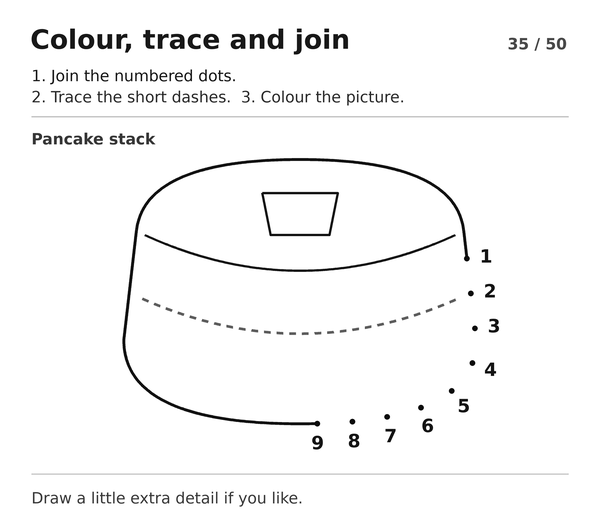 Colour, trace and join
35 / 50
1. Join the numbered dots.
2. Trace the short dashes.  3. Colour the picture.
Pancake stack
1
2
3
4
5
6
7
8
9
Draw a little extra detail if you like.